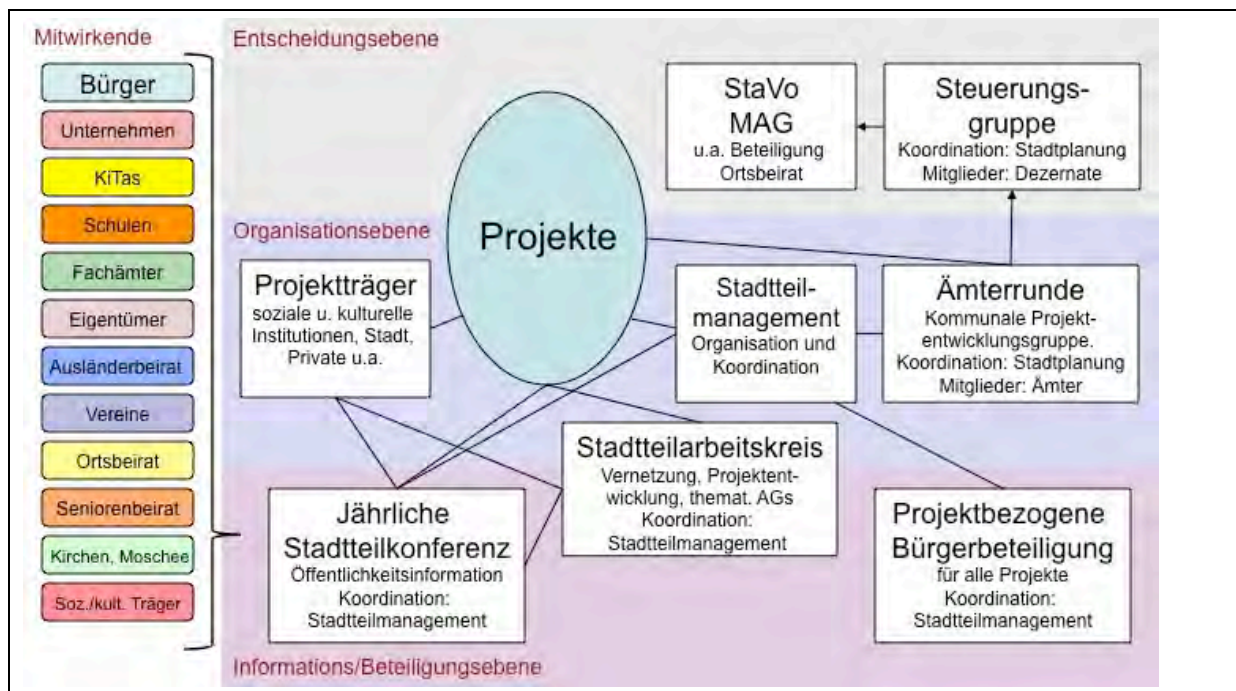 Mitwirkende
Bürger
Unternehmen
KiTas
Schulen
Fachämter
Eigentümer
Ausländerbeirat
Vereine
Ortsbeirat
Seniorenbeirat
Kirchen, Moschee
Soz./kult. Träger
Entscheidungsebene
Projekte
StaVo
MAG
u.a. Beteiligung
Ortsbeirat
Steuerungs-
gruppe
Koordination: Stadtplanung
Mitglieder: Dezernate
Organisationsebene
Projektträger
soziale u. kulturelle
Institutionen, Stadt,
Private u.a.
Stadtteil-
management
Organisation und
Koordination
Ämterrunde
Kommunale Projekt-
entwicklungsgruppe.
Koordination: Stadtplanung
Mitglieder: Ämter
Stadtteilarbeitskreis
Vernetzung, Projektent-
wicklung, themat. AGs
Koordination:
Stadtteilmanagement
Jährliche
Stadtteilkonferenz
Öffentlichkeitsinformation
Koordination:
Stadtteilmanagement
Projektbezogene
Bürgerbeteiligung
für alle Projekte
Koordination:
Stadtteilmanagement
Informations/Beteiligungsebene